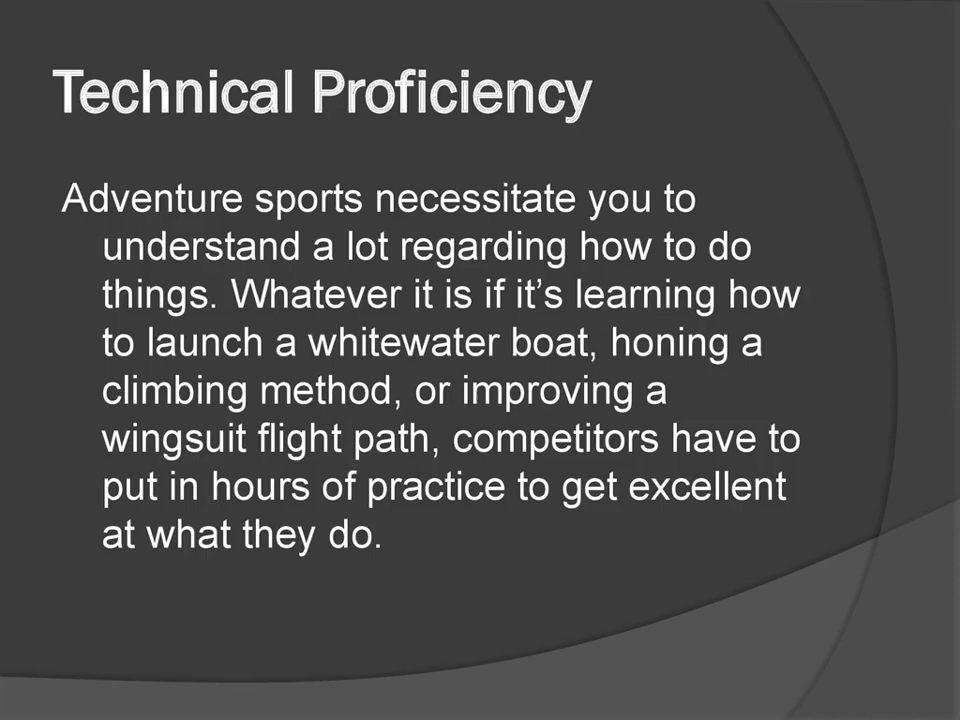 Technical Proficiency
Adventure sports necessitate you to
understand a lot regarding how to do
things. Whatever it is if it’s learning how
to launch a whitewater boat, honing a
climbing method, or improving a
wingsuit flight path, competitors have to
put in hours of practice to get excellent
at what they do.